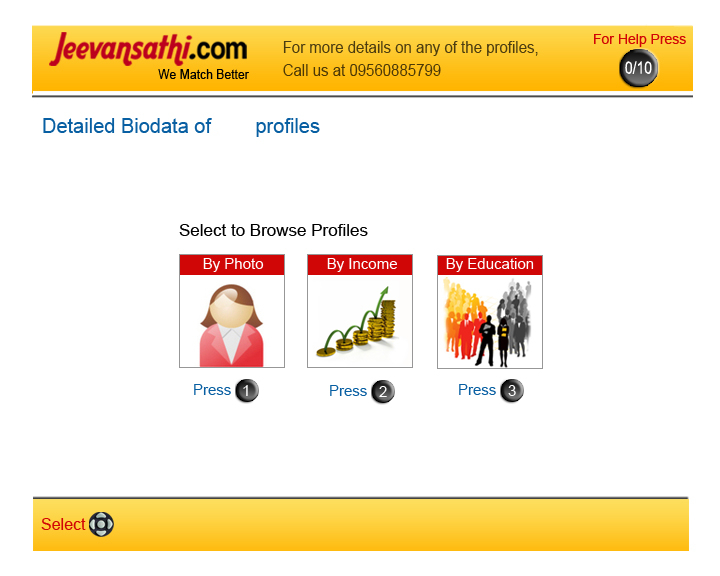 Jeevansathi.com
We Match Better
For more details on any of the profiles,
Call us at 09560885799
For Help Press
0/10
Detailed Biodata of profiles
Select to Browse Profiles
By Photo By Income By Education
Press 1 Press 2 Press 3
Select